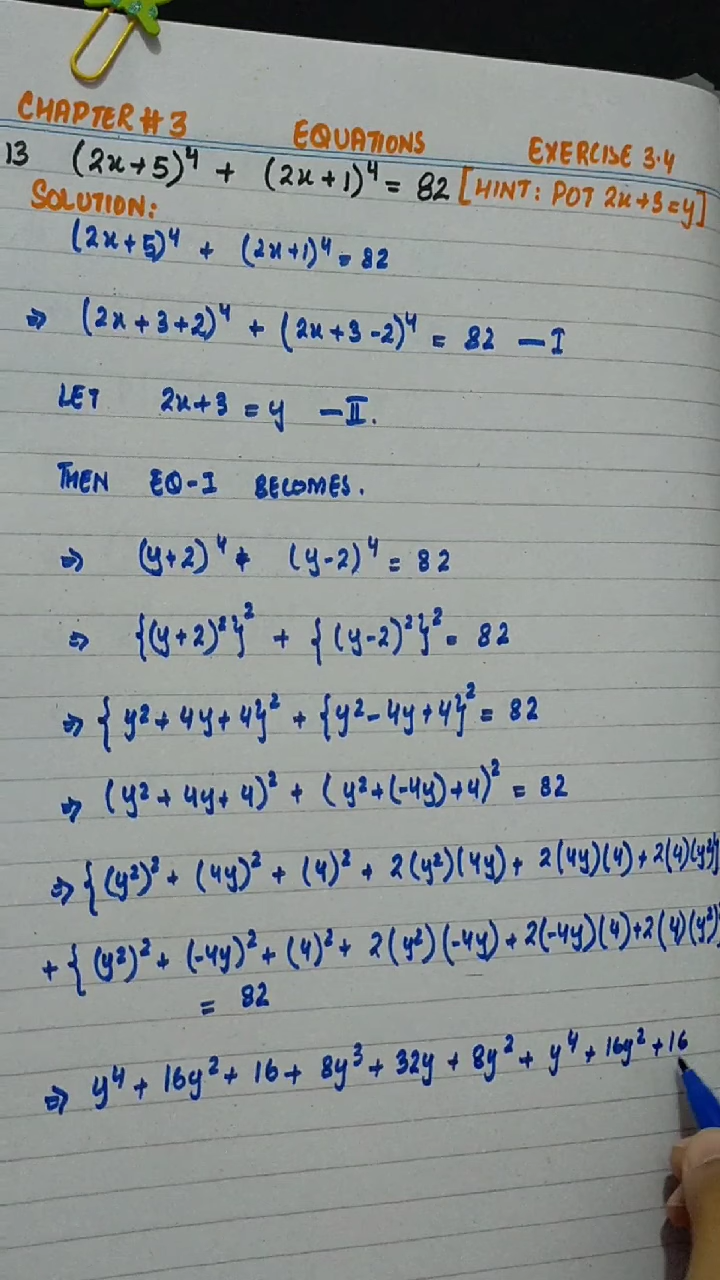 CHAPTER # 3 EQUATIONS EXERCISE 3.4
13 (2x+5)⁴ + (2x+1)⁴ = 82 [HINT: POT 2x+3=y]
SOLUTION:
(2x+5)⁴ + (2x+1)⁴ = 82
⇒ (2x+3+2)⁴ + (2x+3-2)⁴ = 82 — I
LET 2x+3 = y — II.
THEN EQ-I BECOMES.
⇒ (y+2)⁴ + (y-2)⁴ = 82
⇒ {(y+2)²}² + {(y-2)²}² = 82
⇒ {y²+4y+4}² + {y²-4y+4}² = 82
⇒ (y²+4y+4)² + (y²+(-4y)+4)² = 82
⇒ {(y²)² + (4y)² + (4)² + 2(y²)(4y) + 2(4y)(4) + 2(4)(y²)}
+ {(y²)² + (-4y)² + (4)² + 2(y²)(-4y) + 2(-4y)(4) + 2(4)(y²)}
= 82
⇒ y⁴ + 16y² + 16 + 8y³ + 32y + 8y² + y⁴ + 16y² + 16